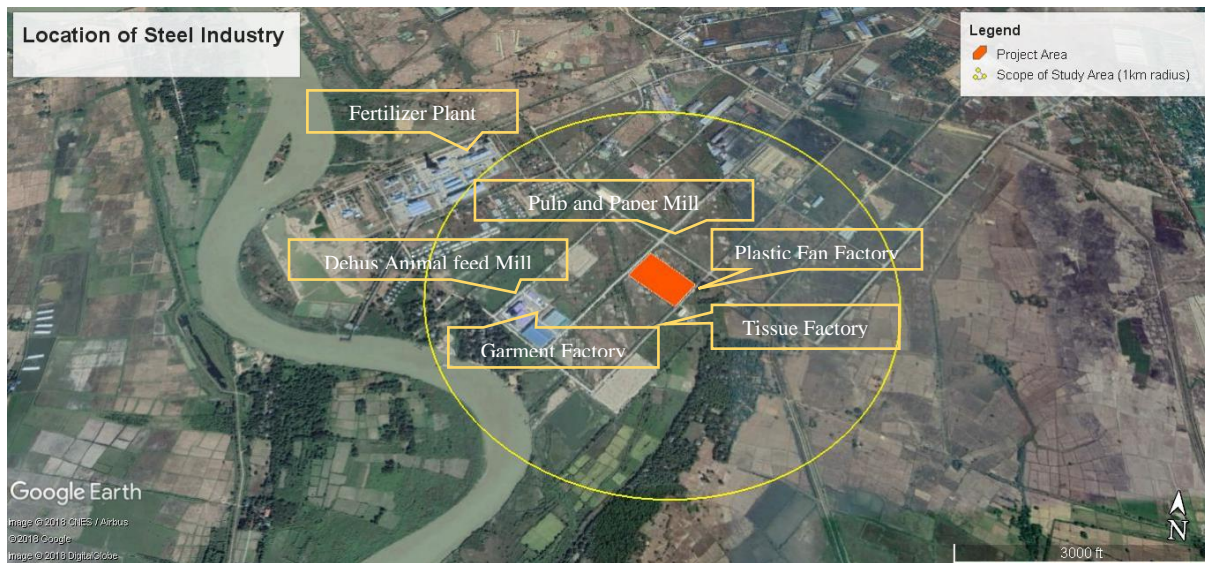 Location of Steel Industry
Legend
Project Area
Scope of Study Area (1km radius)
Fertilizer Plant
Pulp and Paper Mill
Plastic Fan Factory
Dehus Animal feed Mill
Tissue Factory
Garment Factory
Google Earth
Image © 2018 CNES / Airbus
© 2018 Google
Image © 2018 DigitalGlobe
N
3000 ft